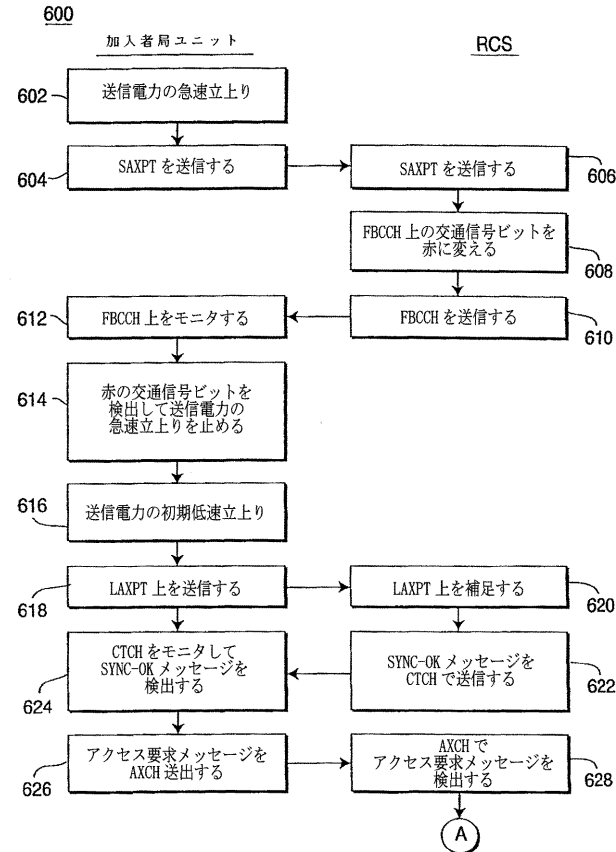 600
加入者局ユニット
RCS
602
送信電力の急速立上り
604
SAXPT を送信する
SAXPT を送信する
606
FBCCH 上の交通信号ビットを
赤に変える
608
612
FBCCH 上をモニタする
FBCCH を送信する
610
614
赤の交通信号ビットを
検出して送信電力の
急速立上りを止める
616
送信電力の初期低速立上り
618
LAXPT 上を送信する
LAXPT 上を補足する
620
624
CTCH をモニタして
SYNC-OK メッセージを
検出する
SYNC-OK メッセージを
CTCH で送信する
622
626
アクセス要求メッセージを
AXCH 送出する
AXCH で
アクセス要求メッセージを
検出する
628
A